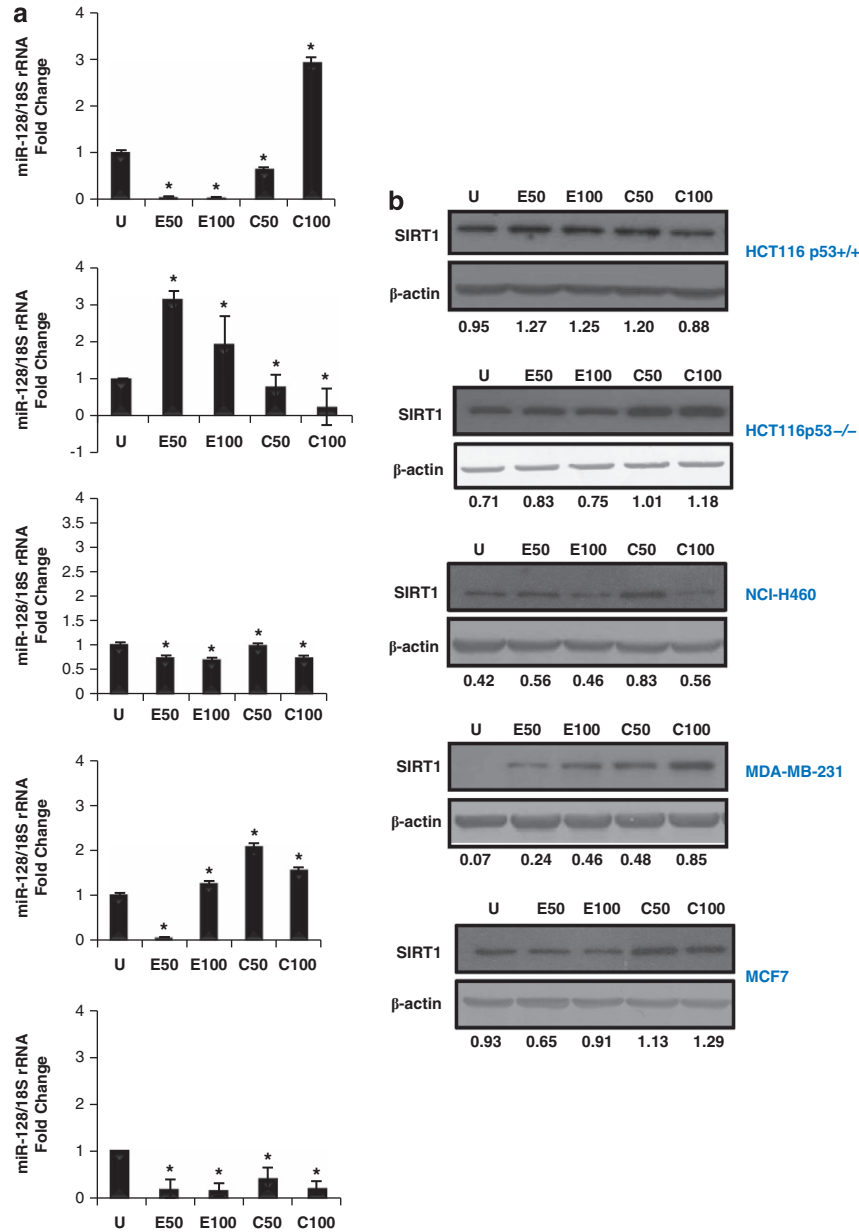 a
miR-128/18S rRNA
Fold Change
4
3
2
1
0
*
*
*
*
U E50 E100 C50 C100
miR-128/18S rRNA
Fold Change
4
3
2
1
0
-1
*
*
*
*
U E50 E100 C50 C100
miR-128/18S rRNA
Fold Change
4
3.5
3
2.5
2
1.5
1
0.5
0
*
*
*
*
U E50 E100 C50 C100
miR-128/18S rRNA
Fold Change
4
3
2
1
0
*
*
*
*
U E50 E100 C50 C100
miR-128/18S rRNA
Fold Change
4
3
2
1
0
*
*
*
*
U E50 E100 C50 C100
b
U E50 E100 C50 C100
SIRT1
HCT116 p53+/+
β-actin
0.95 1.27 1.25 1.20 0.88
U E50 E100 C50 C100
SIRT1
HCT116p53–/–
β-actin
0.71 0.83 0.75 1.01 1.18
U E50 E100 C50 C100
SIRT1
NCI-H460
β-actin
0.42 0.56 0.46 0.83 0.56
U E50 E100 C50 C100
SIRT1
MDA-MB-231
β-actin
0.07 0.24 0.46 0.48 0.85
U E50 E100 C50 C100
SIRT1
MCF7
β-actin
0.93 0.65 0.91 1.13 1.29